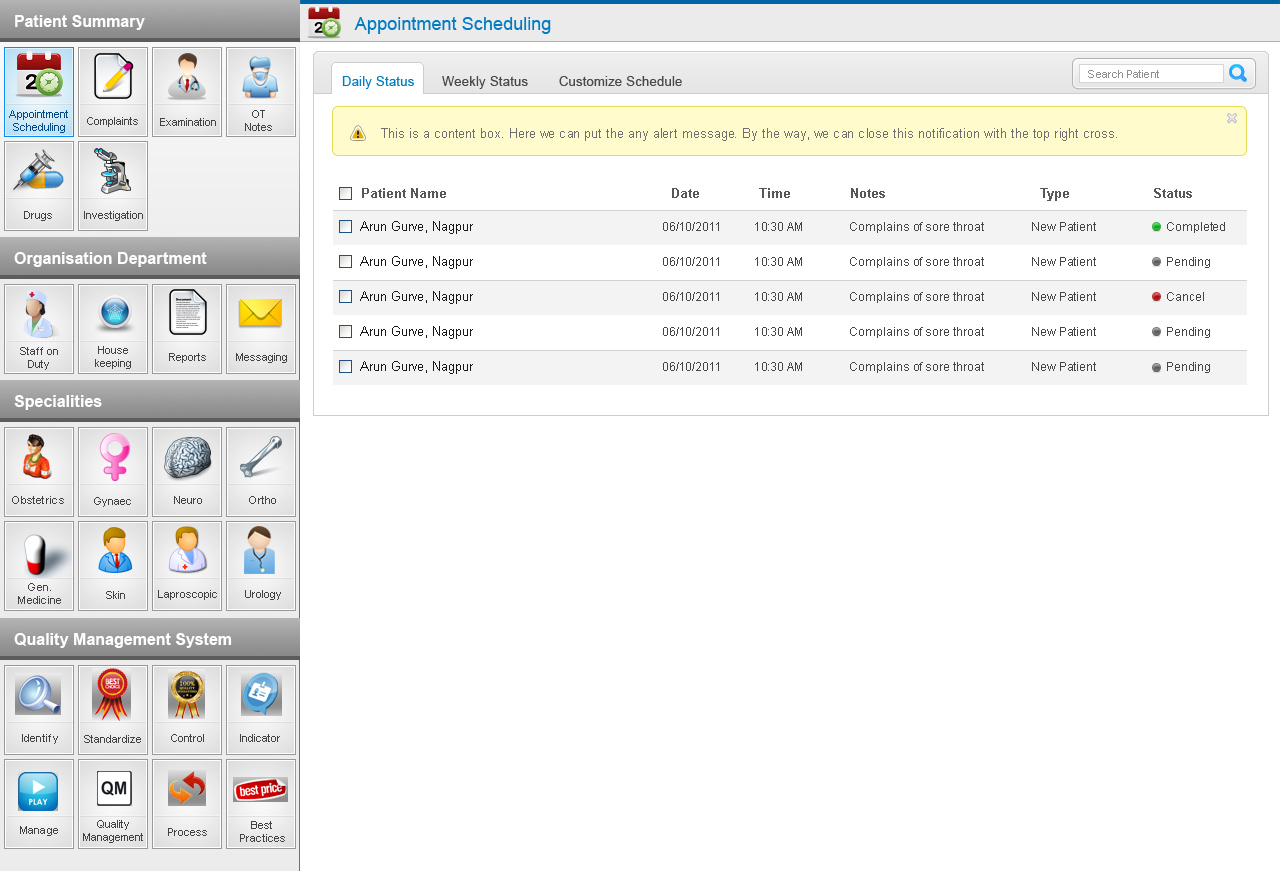 Patient Summary
2
Appointment Scheduling
2
Appointment
Scheduling
Complaints
Examination
OT
Notes
Drugs
Investigation
Organisation Department
Staff on
Duty
House
keeping
Document
Reports
Messaging
Specialities
Obstetrics
Gynaec
Neuro
Ortho
Gen.
Medicine
Skin
Laproscopic
Urology
Quality Management System
Identify
BEST
CHOICE
Standardize
100%
Control
Indicator
PLAY
Manage
QM
Quality
Management
Process
best price
Best
Practices
Daily Status
Weekly Status
Customize Schedule
Search Patient
This is a content box. Here we can put the any alert message. By the way, we can close this notification with the top right cross.
Patient Name Date Time Notes Type Status
Arun Gurve, Nagpur 06/10/2011 10:30 AM Complains of sore throat New Patient Completed
Arun Gurve, Nagpur 06/10/2011 10:30 AM Complains of sore throat New Patient Pending
Arun Gurve, Nagpur 06/10/2011 10:30 AM Complains of sore throat New Patient Cancel
Arun Gurve, Nagpur 06/10/2011 10:30 AM Complains of sore throat New Patient Pending
Arun Gurve, Nagpur 06/10/2011 10:30 AM Complains of sore throat New Patient Pending